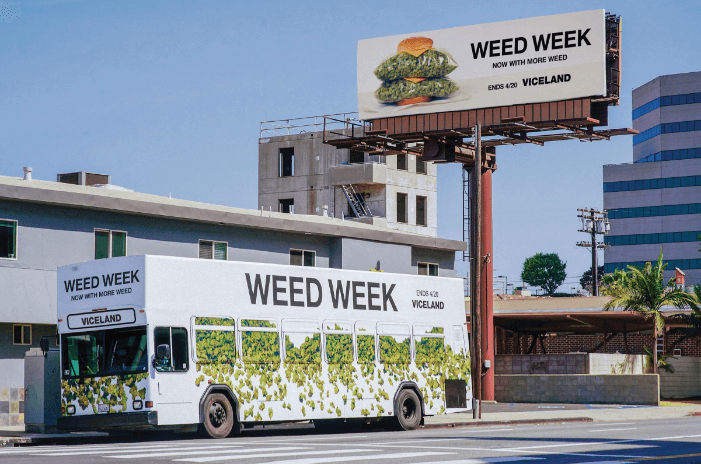 WEED WEEK
NOW WITH MORE WEED
ENDS 4/20 VICELAND
WEED WEEK
NOW WITH MORE WEED
VICELAND
WEED WEEK
ENDS 4/20
VICELAND